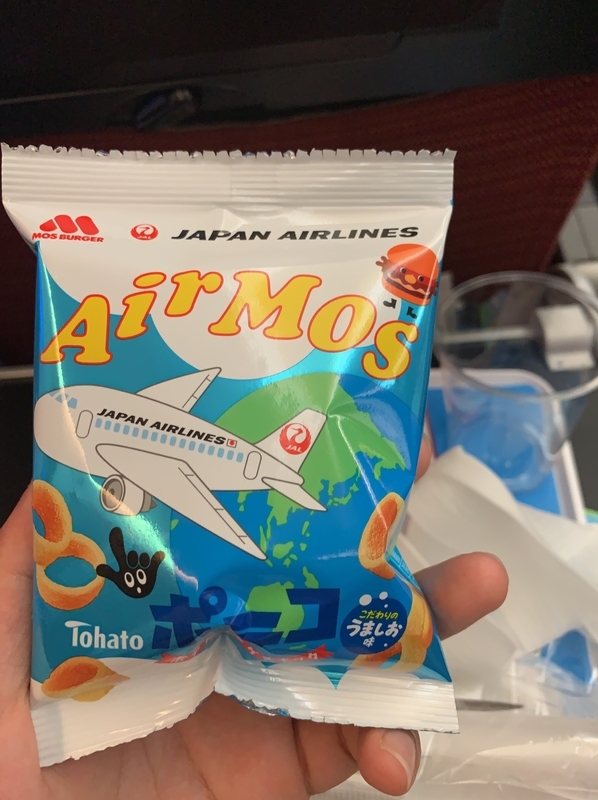 MOS BURGER
JAL
JAPAN AIRLINES
AirMOS
JAPAN AIRLINES
JAL
Tohato
ポテコ
こだわりの
うましお
味